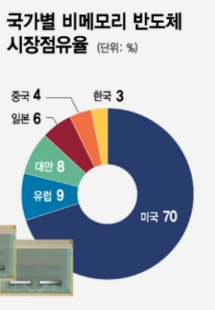 국가별 비메모리 반도체
시장점유율 (단위: %)
중국 4
한국 3
일본 6
대만 8
유럽 9
미국 70